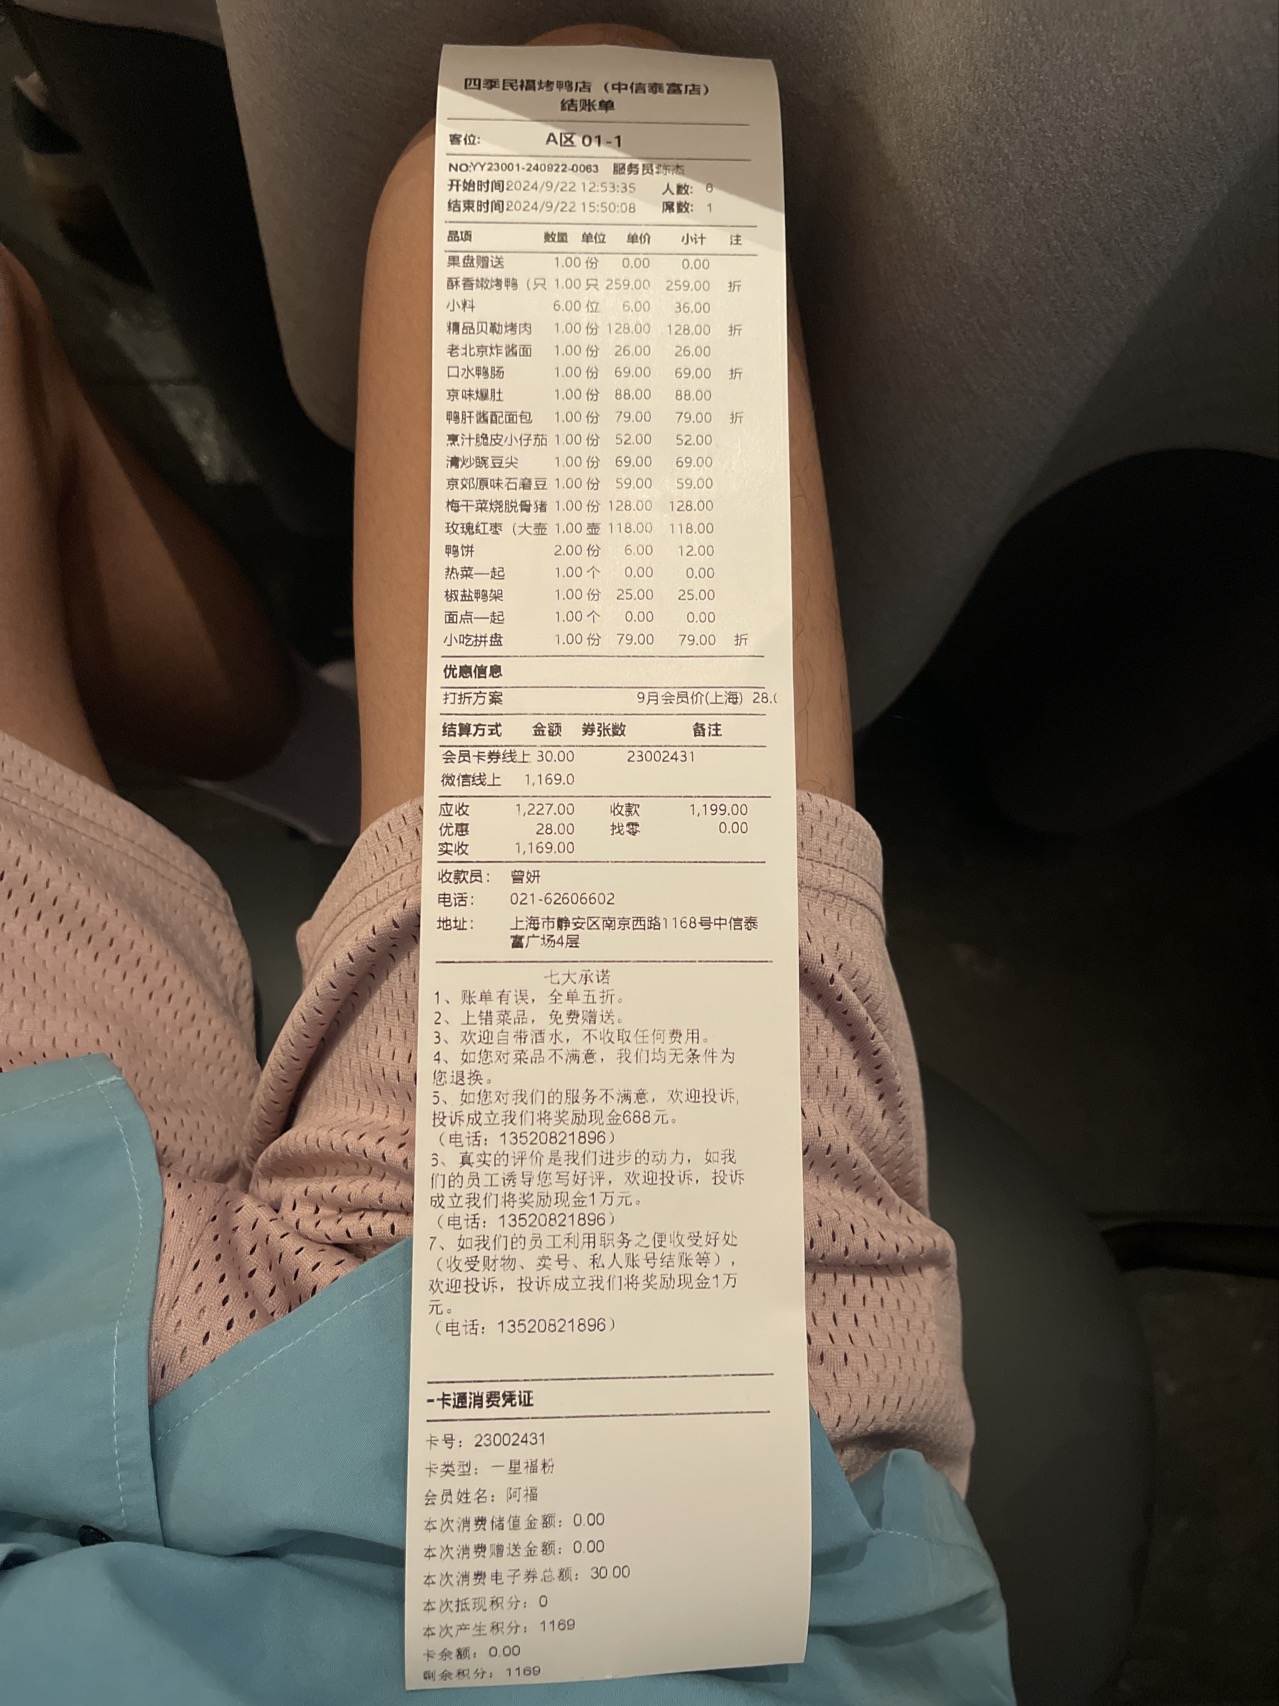 四季民福烤鸭店（中信泰富店）
结账单
客位: A区 01-1
NO:YY23001-240922-0063 服务员:陈杰
开始时间2024/9/22 12:53:35 人数: 6
结束时间2024/9/22 15:50:08 席数: 1
品项 数量 单位 单价 小计 注
果盘赠送 1.00 份 0.00 0.00
酥香嫩烤鸭（只 1.00 只 259.00 259.00 折
小料 6.00 位 6.00 36.00
精品贝勒烤肉 1.00 份 128.00 128.00 折
老北京炸酱面 1.00 份 26.00 26.00
口水鸭肠 1.00 份 69.00 69.00 折
京味爆肚 1.00 份 88.00 88.00
鸭肝酱配面包 1.00 份 79.00 79.00 折
烹汁脆皮小仔茄 1.00 份 52.00 52.00
清炒豌豆尖 1.00 份 69.00 69.00
京郊原味石磨豆 1.00 份 59.00 59.00
梅干菜烧脱骨猪 1.00 份 128.00 128.00
玫瑰红枣（大壶 1.00 壶 118.00 118.00
鸭饼 2.00 份 6.00 12.00
热菜一起 1.00 个 0.00 0.00
椒盐鸭架 1.00 份 25.00 25.00
面点一起 1.00 个 0.00 0.00
小吃拼盘 1.00 份 79.00 79.00 折
优惠信息
打折方案 9月会员价(上海) 28.0
结算方式 金额 券张数 备注
会员卡券线上 30.00 23002431
微信线上 1,169.0
应收 1,227.00 收款 1,199.00
优惠 28.00 找零 0.00
实收 1,169.00
收款员: 曾妍
电话: 021-62606602
地址: 上海市静安区南京西路1168号中信泰
富广场4层
七大承诺
1、账单有误，全单五折。
2、上错菜品，免费赠送。
3、欢迎自带酒水，不收取任何费用。
4、如您对菜品不满意，我们均无条件为
您退换。
5、如您对我们的服务不满意，欢迎投诉,
投诉成立我们将奖励现金688元。
（电话：13520821896）
6、真实的评价是我们进步的动力，如我
们的员工诱导您写好评，欢迎投诉，投诉
成立我们将奖励现金1万元。
（电话：13520821896）
7、如我们的员工利用职务之便收受好处
（收受财物、卖号、私人账号结账等），
欢迎投诉，投诉成立我们将奖励现金1万
元。
（电话：13520821896）
一卡通消费凭证
卡号：23002431
卡类型：一星福粉
会员姓名：阿福
本次消费储值金额：0.00
本次消费赠送金额：0.00
本次消费电子券总额：30.00
本次抵现积分：0
本次产生积分：1169
卡余额：0.00
剩余积分：1169